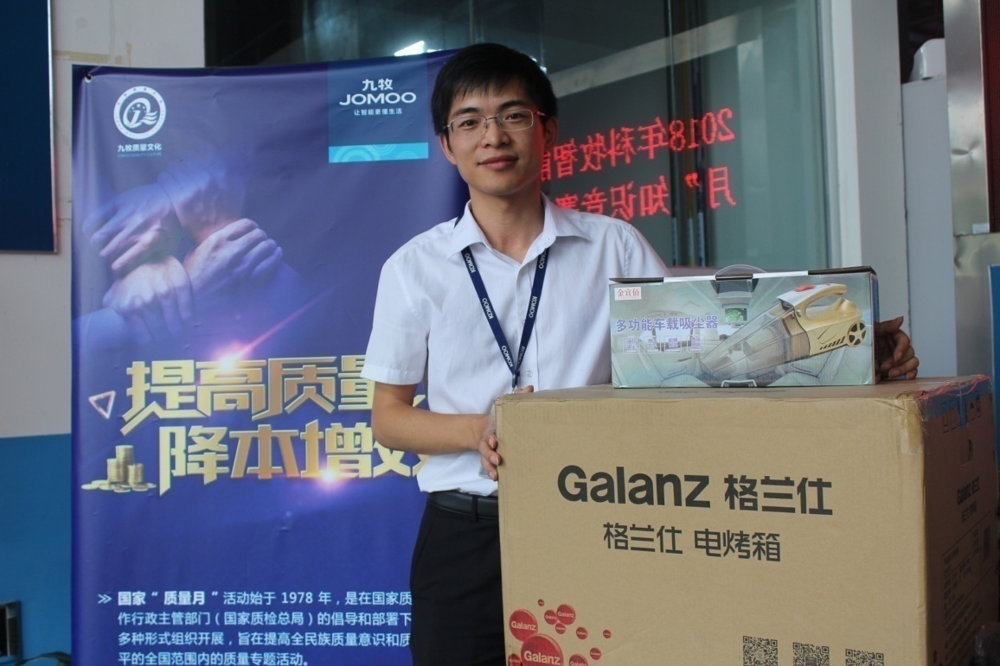 九牧
JOMOO
让智能更懂生活
九牧质量文化
2018年科牧智能
月”知识竞赛
提高质量
降本增效
》 国家“质量月”活动始于 1978 年，是在国家质
作行政主管部门（国家质检总局）的倡导和部署下
多种形式组织开展，旨在提高全民族质量意识和质
平的全国范围内的质量专题活动。
KOMOO
KOMOO
金宜佰
多功能车载吸尘器
Galanz 格兰仕
格兰仕 电烤箱
Galanz
Galanz
Galanz